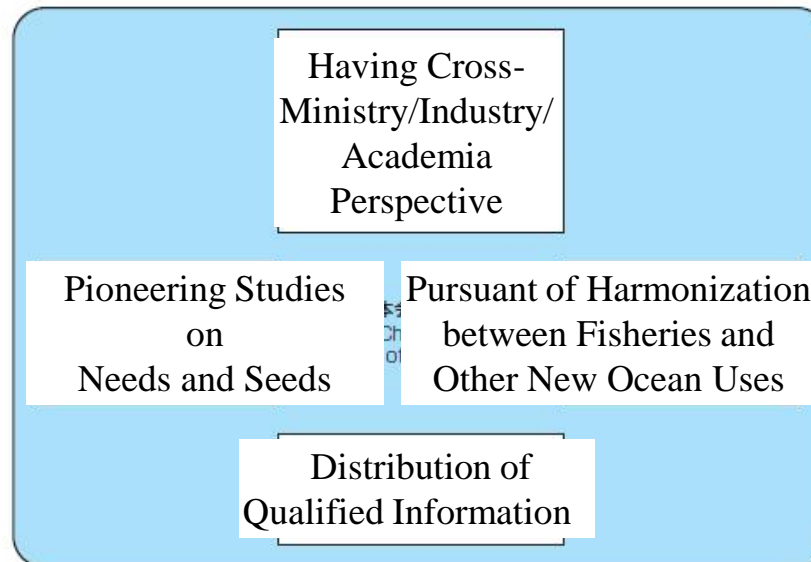 Having Cross-
Ministry/Industry/
Academia
Perspective
Pioneering Studies
on
Needs and Seeds
Pursuant of Harmonization
between Fisheries and
Other New Ocean Uses
Distribution of
Qualified Information